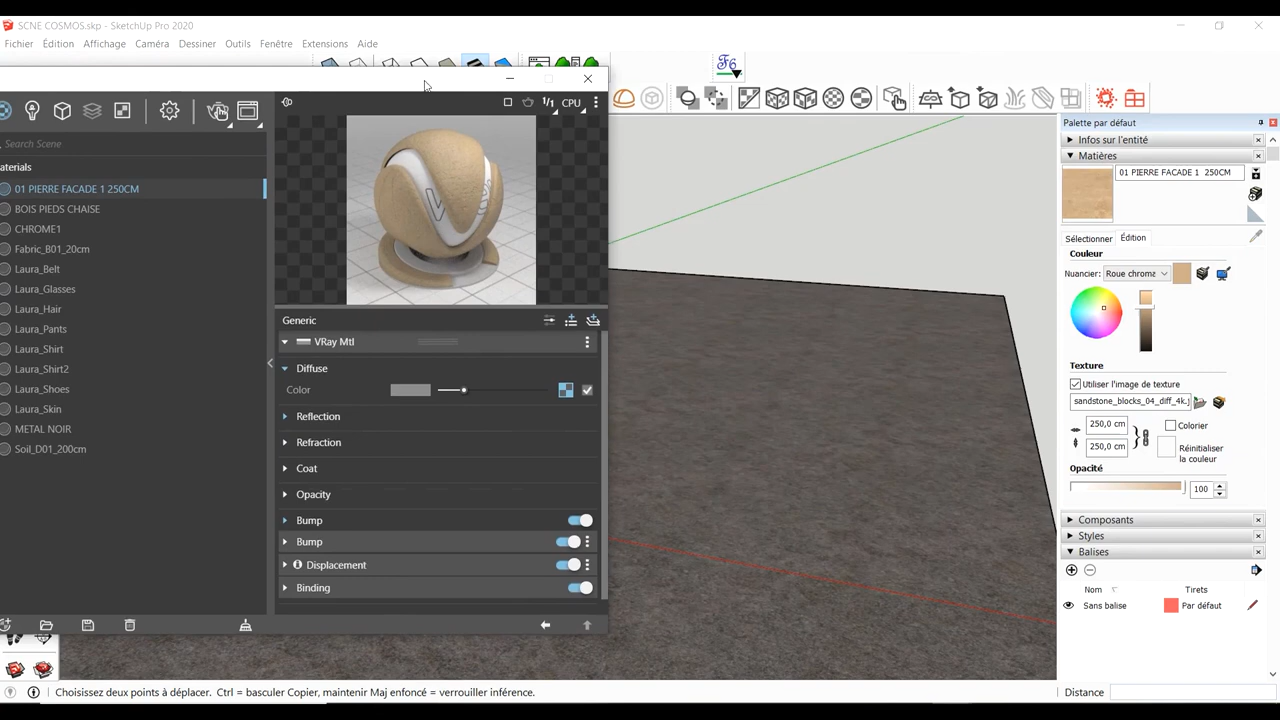 SCNE COSMOS.skp - SketchUp Pro 2020
Fichier Édition Affichage Caméra Dessiner Outils Fenêtre Extensions Aide
1/1 CPU
Search Scene
aterials
01 PIERRE FACADE 1 250CM
BOIS PIEDS CHAISE
CHROME1
Fabric_B01_20cm
Laura_Belt
Laura_Glasses
Laura_Hair
Laura_Pants
Laura_Shirt
Laura_Shirt2
Laura_Shoes
Laura_Skin
METAL NOIR
Soil_D01_200cm
Generic
VRay Mtl
Diffuse
Color
Reflection
Refraction
Coat
Opacity
Bump
Bump
Displacement
Binding
Palette par défaut
Infos sur l'entité
Matières
01 PIERRE FACADE 1 250CM
Sélectionner Édition
Couleur
Nuancier: Roue chroma
Texture
Utiliser l'image de texture
sandstone_blocks_04_diff_4k.j
250,0 cm Colorier
250,0 cm Réinitialiser
la couleur
Opacité
100
Composants
Styles
Balises
Nom Tirets
Sans balise Par défaut
Choisissez deux points à déplacer. Ctrl = basculer Copier, maintenir Maj enfoncé = verrouiller inférence. Distance